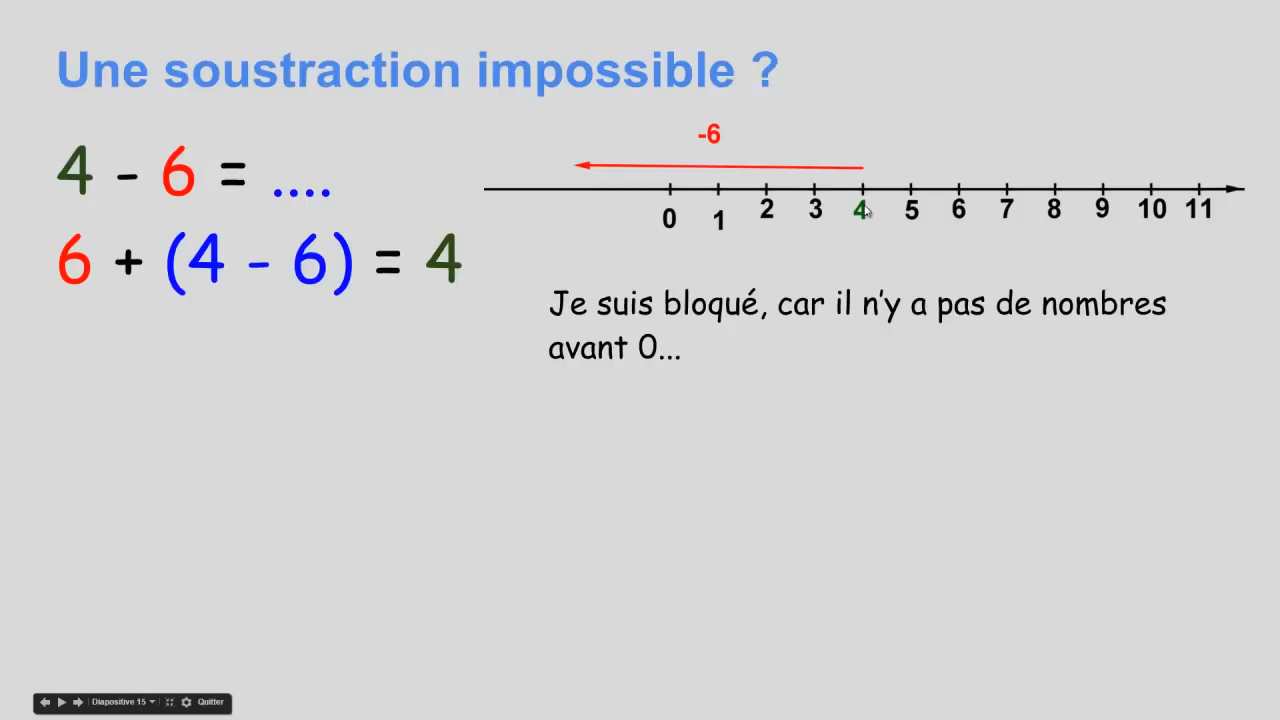 Une soustraction impossible ?
4 - 6 = ....
6 + (4 - 6) = 4
-6
0 1 2 3 4 5 6 7 8 9 10 11
Je suis bloqué, car il n'y a pas de nombres
avant 0...
Diapositive 15 Quitter